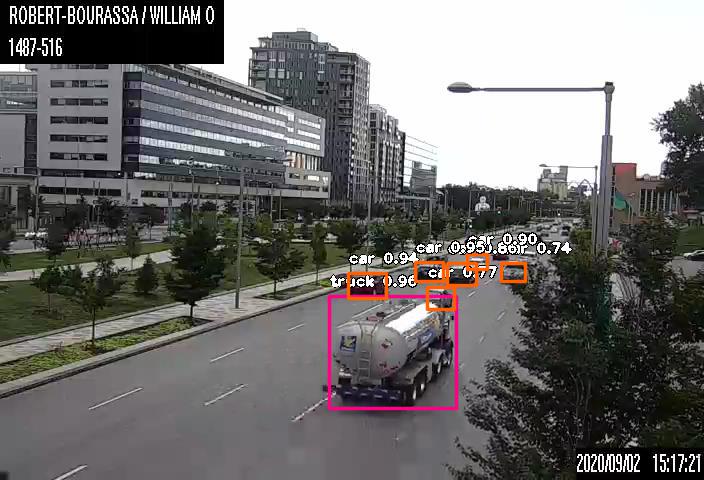 ROBERT-BOURASSA / WILLIAM O
1487-516
car 0.90
car 0.94
car 0.95
0.74
truck 0.96
car 0.77
2020/09/02 15:17:21